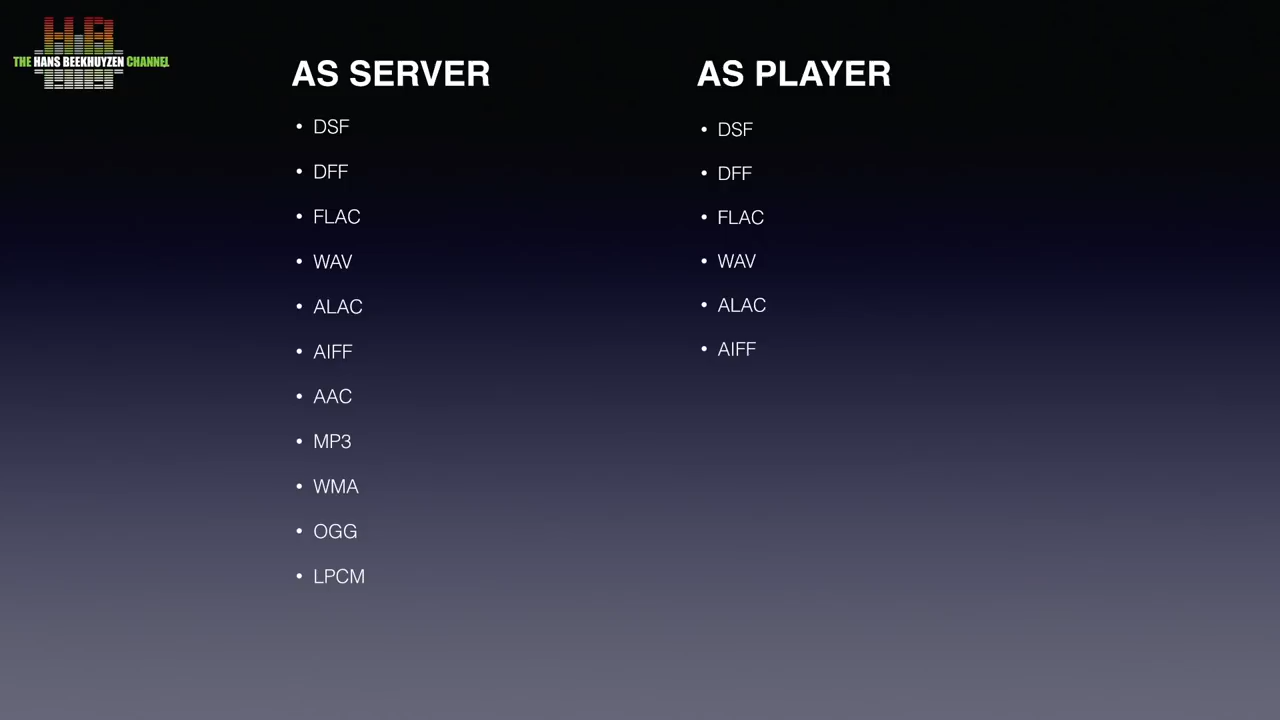 THE HANS BEEKHUYZEN CHANNEL
AS SERVER
• DSF
• DFF
• FLAC
• WAV
• ALAC
• AIFF
• AAC
• MP3
• WMA
• OGG
• LPCM
AS PLAYER
• DSF
• DFF
• FLAC
• WAV
• ALAC
• AIFF